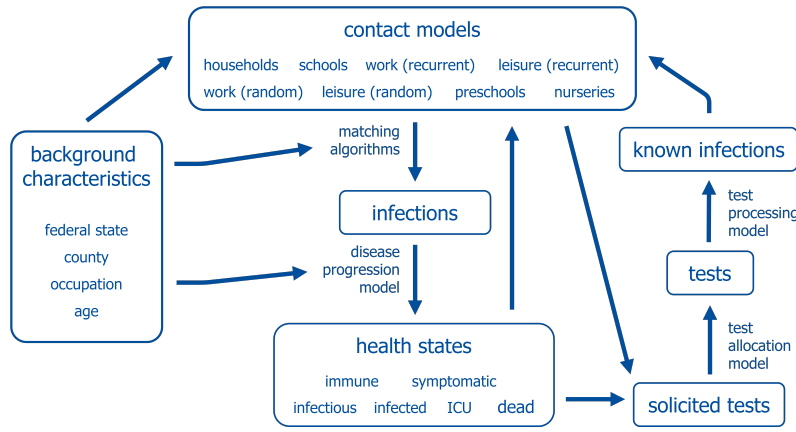 contact models
households schools work (recurrent) leisure (recurrent)
work (random) leisure (random) preschools nurseries
background
characteristics
federal state
county
occupation
age
matching
algorithms
infections
disease
progression
model
health states
immune symptomatic
infectious infected ICU dead
known infections
test
processing
model
tests
test
allocation
model
solicited tests